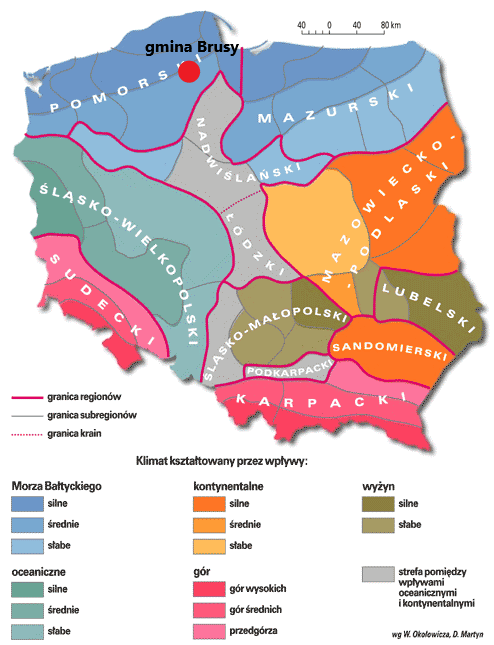 gmina Brusy
40 0 40 80 km
POMORSKI
MAZURSKI
NADWIŚLAŃSKI
MAZOWIECKO-
-PODLASKI
ŚLĄSKO-WIELKOPOLSKI
ŁÓDZKI
SUDECKI
LUBELSKI
ŚLĄSKO-MAŁOPOLSKI
SANDOMIERSKI
PODKARPACKI
KARPACKI
granica regionów
granica subregionów
granica krain
Klimat kształtowany przez wpływy:
Morza Bałtyckiego
silne
średnie
słabe
oceaniczne
silne
średnie
słabe
kontynentalne
silne
średnie
słabe
gór
gór wysokich
gór średnich
przedgórza
wyżyn
silne
słabe
strefa pomiędzy
wpływami
oceanicznymi
i kontynentalnymi
wg W. Okołowicza, D. Martyn